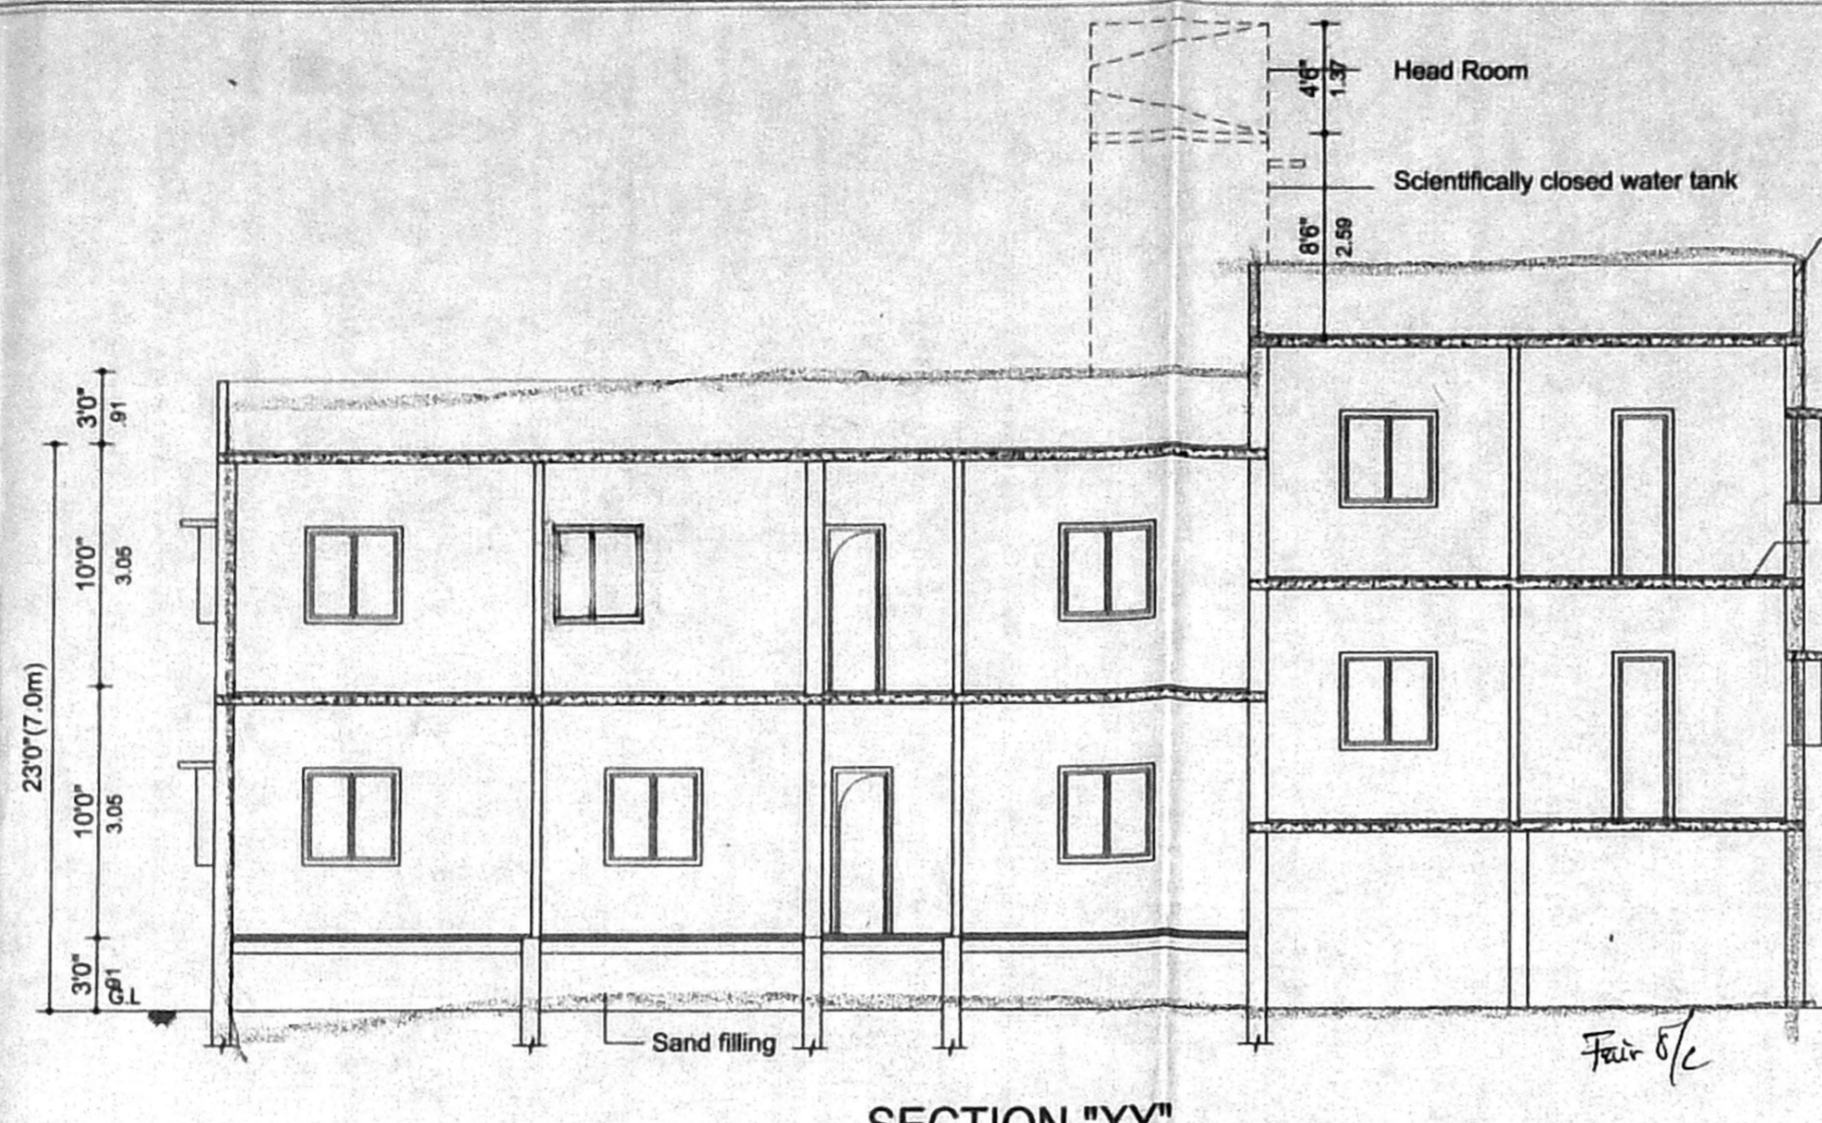 4'6"
1.37
Head Room
Scientifically closed water tank
8'6"
2.59
3'0"
.91
10'0"
3.05
23'0"(7.0m)
10'0"
3.05
3'0"
.91
G.L
Sand filling
Fair
SECTION "XX"